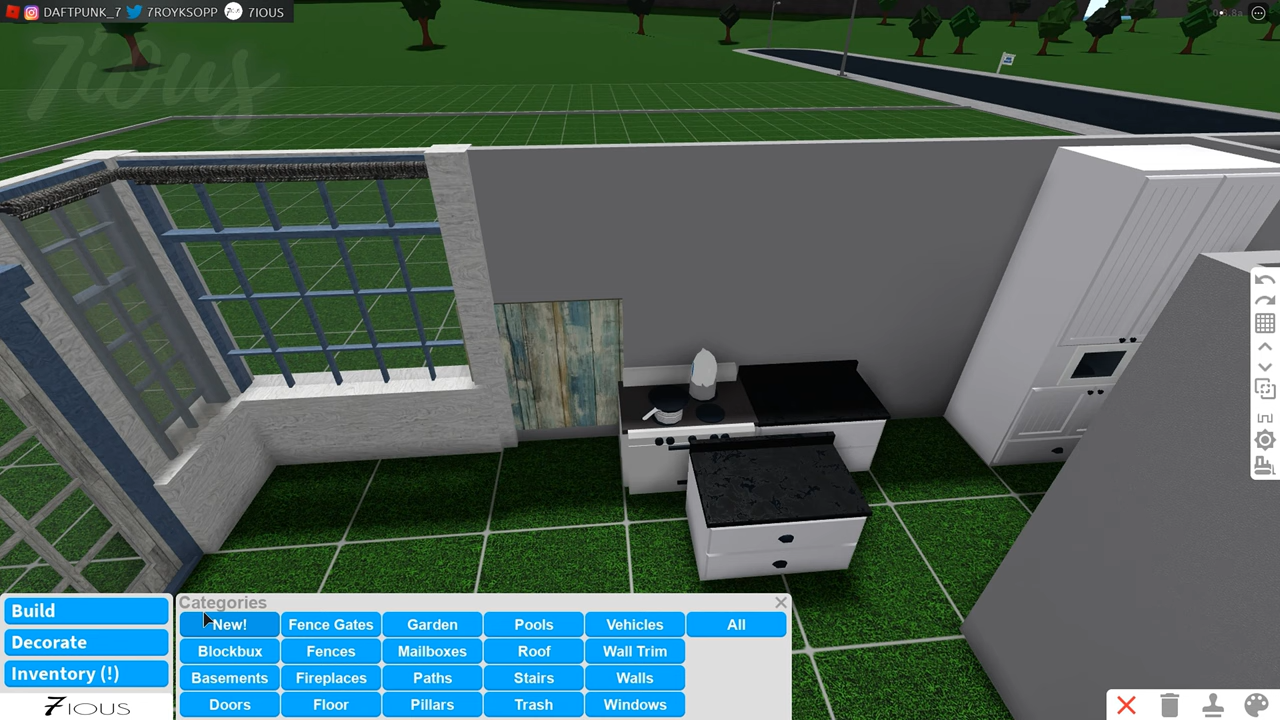 DAFTPUNK_7 7ROYKSOPP 7IOUS
7ious
Categories
Build
Decorate
Inventory (!)
7IOUS
New! Fence Gates Garden Pools Vehicles All
Blockbux Fences Mailboxes Roof Wall Trim
Basements Fireplaces Paths Stairs Walls
Doors Floor Pillars Trash Windows